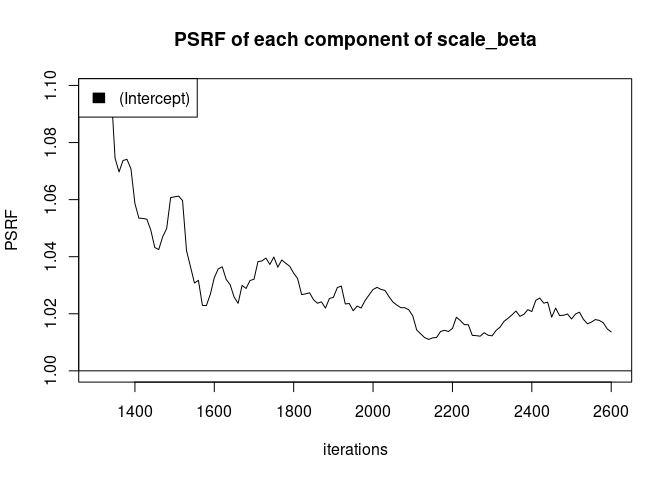 PSRF of each component of scale_beta
(Intercept)
PSRF
1.10
1.08
1.06
1.04
1.02
1.00
1400 1600 1800 2000 2200 2400 2600
iterations